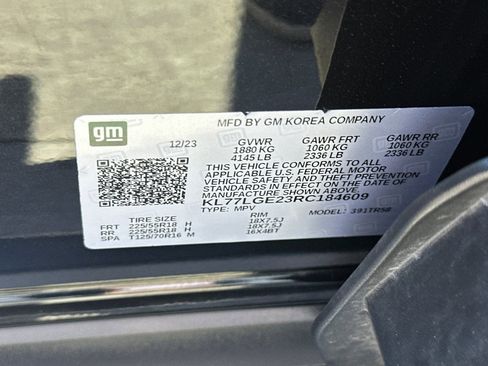 gm
MFD BY GM KOREA COMPANY
12/23 GVWR GAWR FRT GAWR RR
1880 KG 1060 KG 1060 KG
4145 LB 2336 LB 2336 LB
THIS VEHICLE CONFORMS TO ALL
APPLICABLE U.S. FEDERAL MOTOR
VEHICLE SAFETY AND THEFT PREVENTION
STANDARDS IN EFFECT ON THE DATE OF
MANUFACTURE SHOWN ABOVE.
KL77LGE23RC184609
TYPE: MPV MODEL: 391TR58
TIRE SIZE RIM
FRT 225/55R18 H 18X7.5J
RR 225/55R18 H 18X7.5J
SPA T125/70R16 M 16X4BT